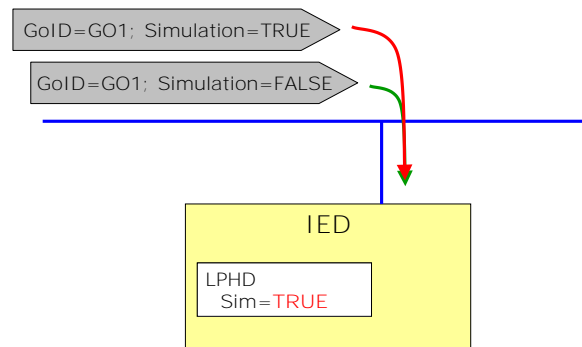 GoID=GO1; Simulation=TRUE
GoID=GO1; Simulation=FALSE
IED
LPHD
Sim=TRUE